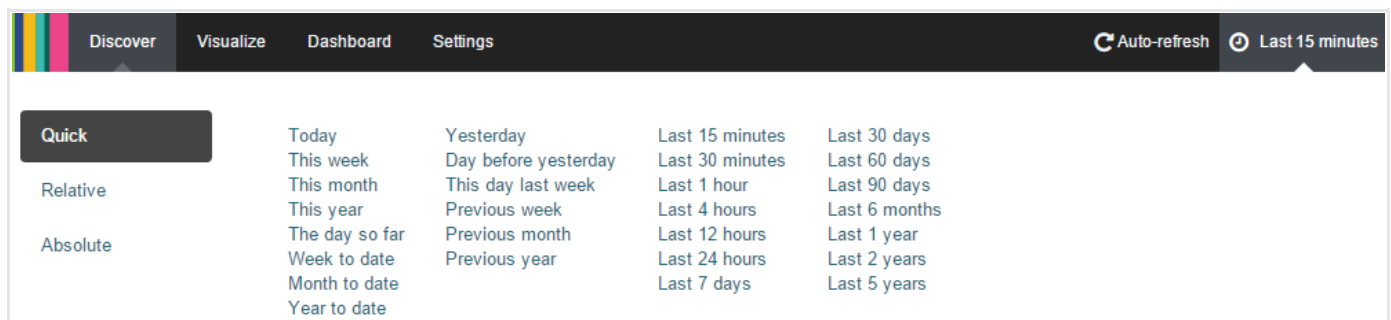 Discover Visualize Dashboard Settings Auto-refresh Last 15 minutes
Quick
Relative
Absolute
Today
This week
This month
This year
The day so far
Week to date
Month to date
Year to date
Yesterday
Day before yesterday
This day last week
Previous week
Previous month
Previous year
Last 15 minutes
Last 30 minutes
Last 1 hour
Last 4 hours
Last 12 hours
Last 24 hours
Last 7 days
Last 30 days
Last 60 days
Last 90 days
Last 6 months
Last 1 year
Last 2 years
Last 5 years